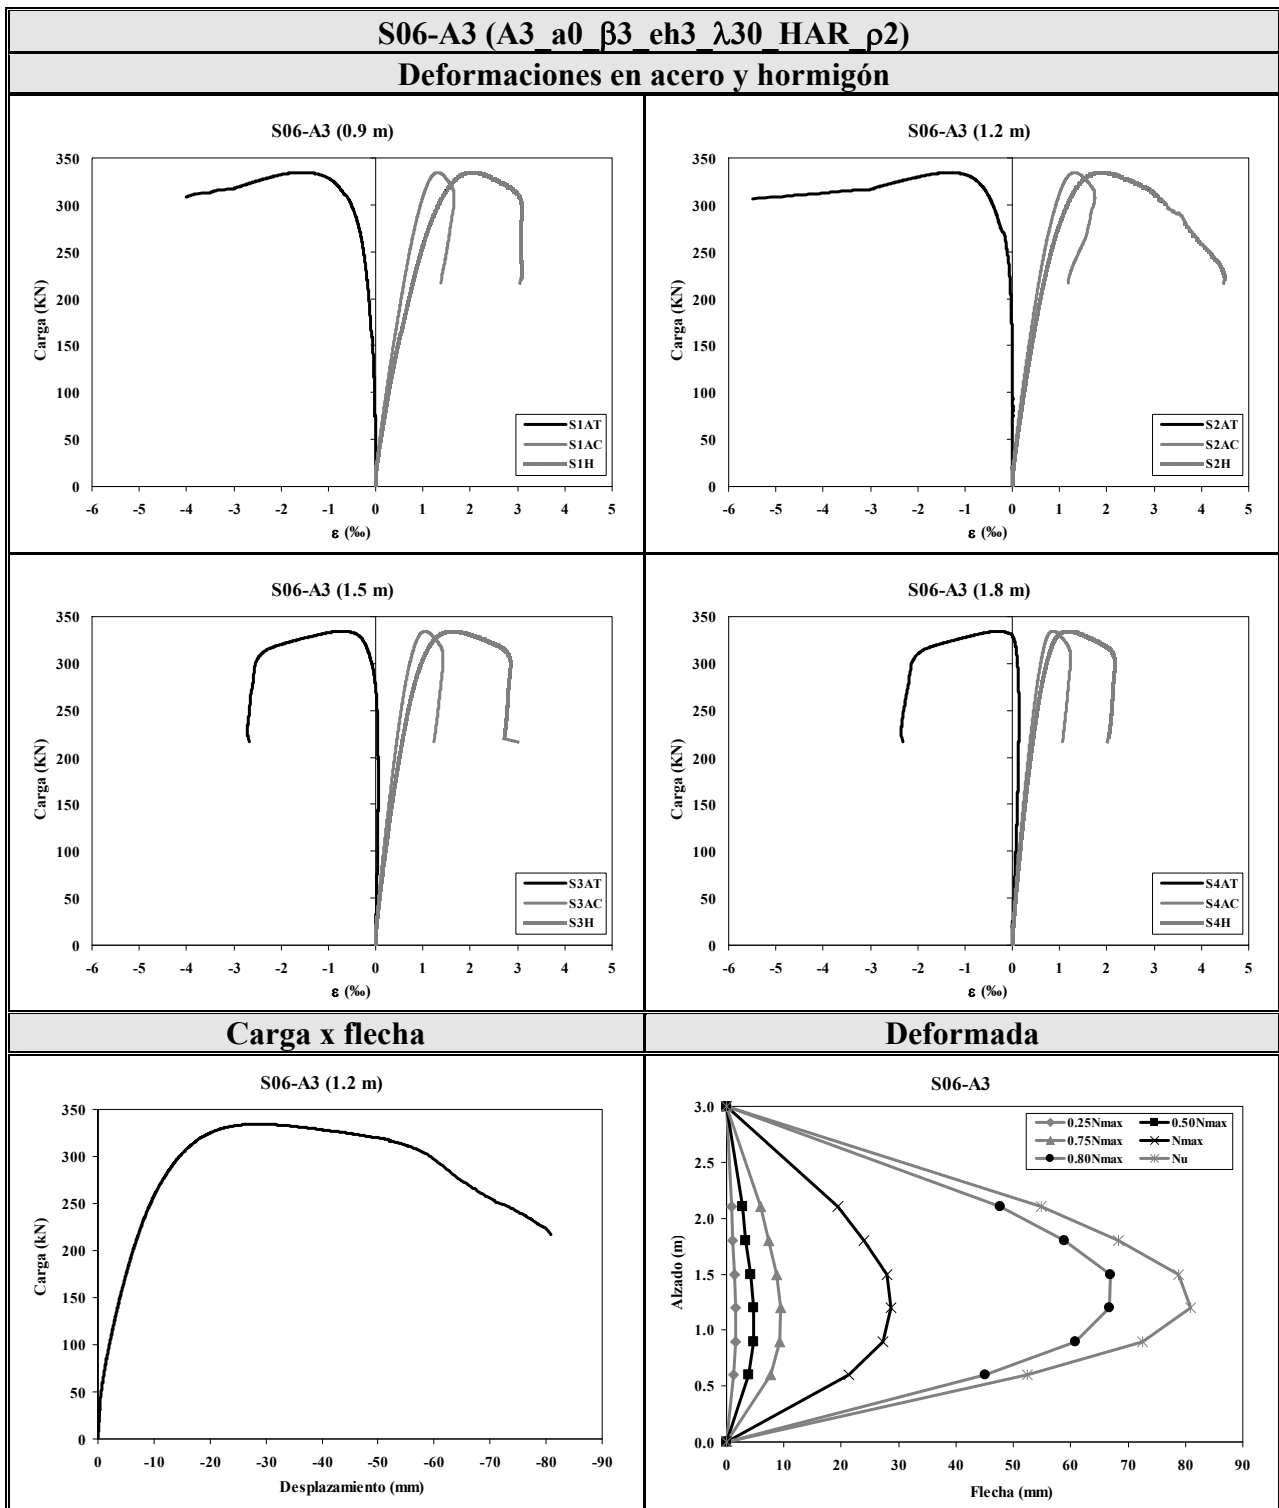 S06-A3 (A3_a0_β3_eh3_λ30_HAR_ρ2)
Deformaciones en acero y hormigón
S06-A3 (0.9 m)
350
300
250
200
150
100
50
0
Carga (KN)
-6 -5 -4 -3 -2 -1 0 1 2 3 4 5
ε (‰)
S1AT
S1AC
S1H
S06-A3 (1.2 m)
350
300
250
200
150
100
50
0
Carga (KN)
-6 -5 -4 -3 -2 -1 0 1 2 3 4 5
ε (‰)
S2AT
S2AC
S2H
S06-A3 (1.5 m)
350
300
250
200
150
100
50
0
Carga (KN)
-6 -5 -4 -3 -2 -1 0 1 2 3 4 5
ε (‰)
S3AT
S3AC
S3H
S06-A3 (1.8 m)
350
300
250
200
150
100
50
0
Carga (KN)
-6 -5 -4 -3 -2 -1 0 1 2 3 4 5
ε (‰)
S4AT
S4AC
S4H
Carga x flecha
S06-A3 (1.2 m)
350
300
250
200
150
100
50
0
Carga (kN)
0 -10 -20 -30 -40 -50 -60 -70 -80 -90
Desplazamiento (mm)
Deformada
S06-A3
3.0
2.5
2.0
1.5
1.0
0.5
0.0
Alzado (m)
0 10 20 30 40 50 60 70 80 90
Flecha (mm)
0.25Nmax 0.50Nmax
0.75Nmax Nmax
0.80Nmax Nu